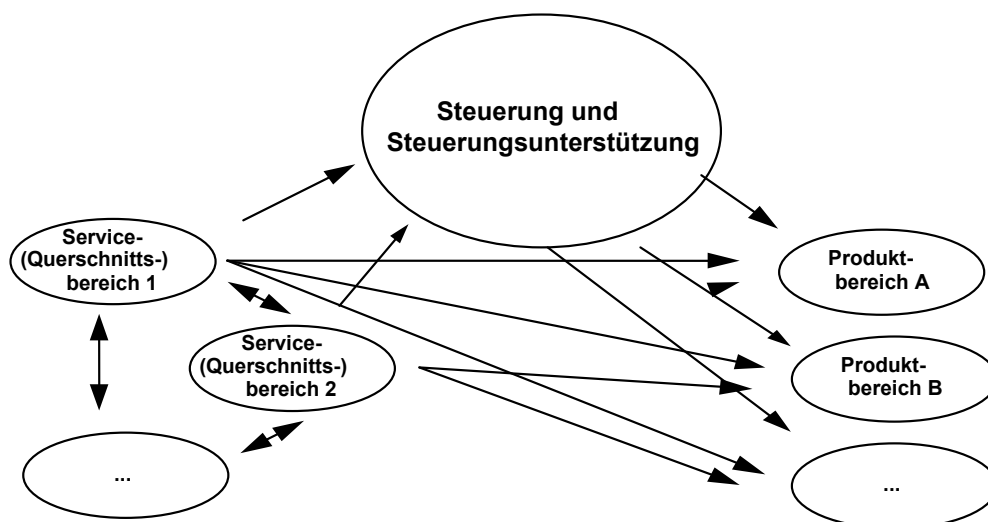 Steuerung und
Steuerungsunterstützung
Service-
(Querschnitts-)
bereich 1
Produkt-
bereich A
Service-
(Querschnitts-)
bereich 2
Produkt-
bereich B
...
...